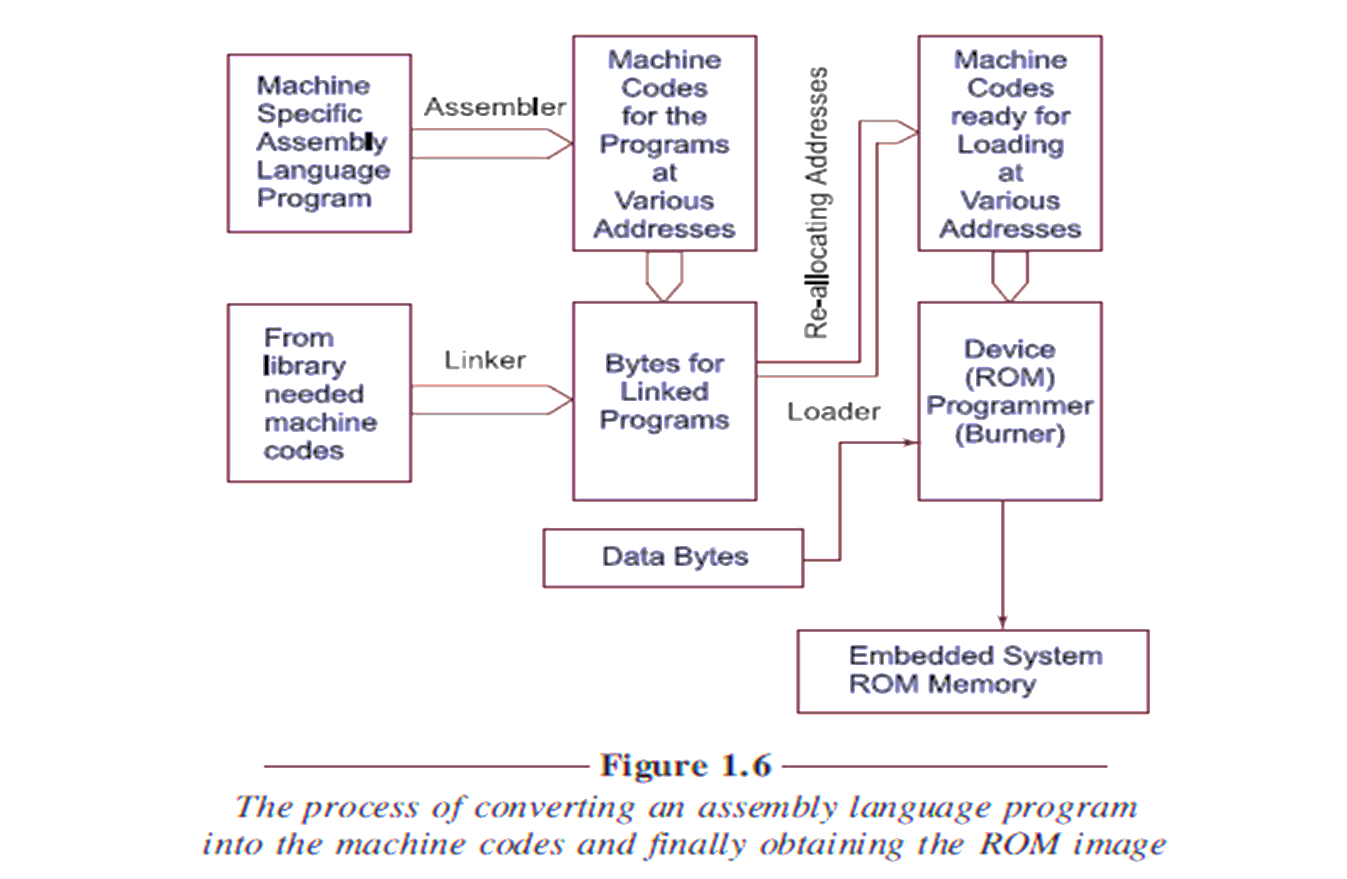 Machine
Specific
Assembly
Language
Program
Assembler
Machine
Codes
for the
Programs
at
Various
Addresses
Re-allocating Addresses
Machine
Codes
ready for
Loading
at
Various
Addresses
From
library
needed
machine
codes
Linker
Bytes for
Linked
Programs
Loader
Device
(ROM)
Programmer
(Burner)
Data Bytes
Embedded System
ROM Memory
Figure 1.6
The process of converting an assembly language program
into the machine codes and finally obtaining the ROM image